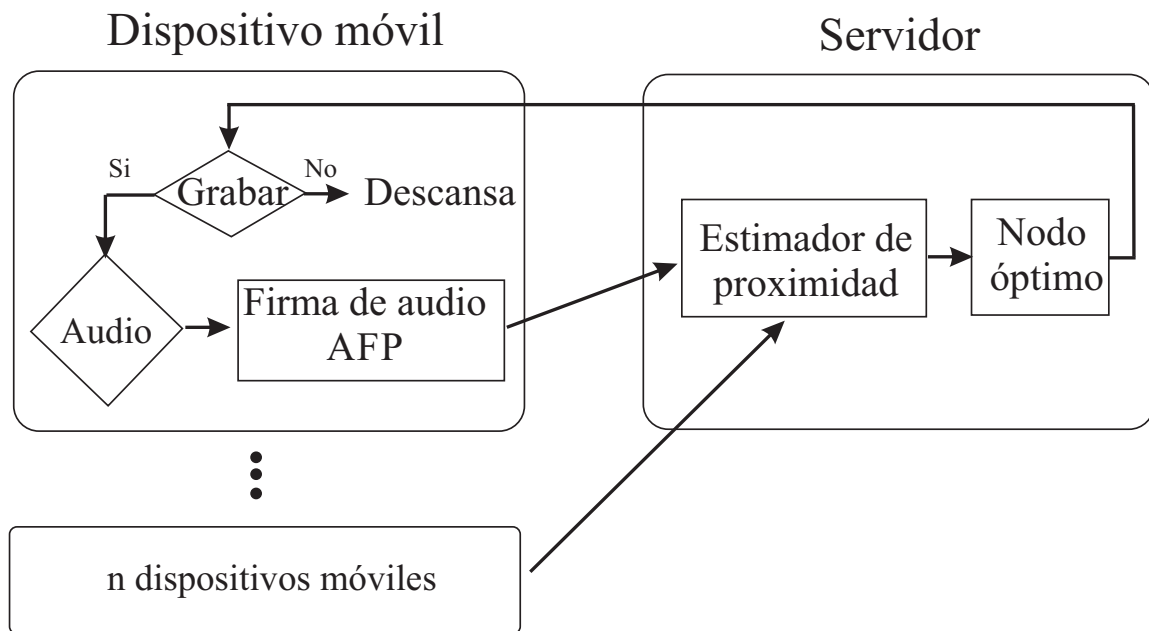 Dispositivo móvil
Servidor
Si
No
Grabar
Descansa
Audio
Firma de audio
AFP
Estimador de
proximidad
Nodo
óptimo
n dispositivos móviles